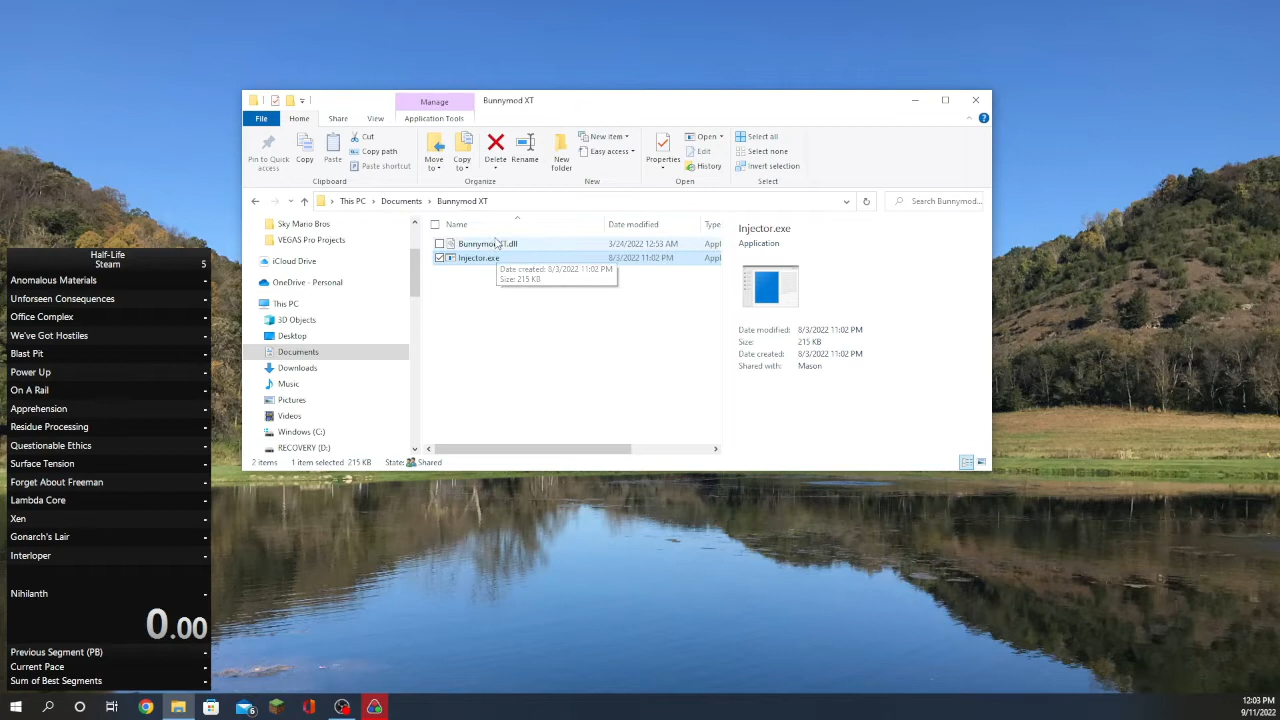 Manage
Bunnymod XT
File
Home
Share
View
Application Tools
Pin to Quick access
Copy
Paste
Cut
Copy path
Paste shortcut
Clipboard
Move to
Copy to
Delete
Rename
Organize
New folder
New item
Easy access
New
Properties
Open
Edit
History
Open
Select all
Select none
Invert selection
Select
This PC
Documents
Bunnymod XT
Search Bunnymod...
Sky Mario Bros
VEGAS Pro Projects
iCloud Drive
OneDrive - Personal
This PC
3D Objects
Desktop
Documents
Downloads
Music
Pictures
Videos
Windows (C:)
RECOVERY (D:)
Name
Date modified
Type
3/24/2022 12:53 AM
Appl
Injector.exe
8/3/2022 11:02 PM
Appl
Date created: 8/3/2022 11:02 PM
Size: 215 KB
Injector.exe
Application
Date modified: 8/3/2022 11:02 PM
Size: 215 KB
Date created: 8/3/2022 11:02 PM
Shared with: Mason
2 items
1 item selected 215 KB
State: Shared
Half-Life
Steam 5
Anomalous Materials -
Unforseen Consequences -
Office Complex -
We've Got Hostiles -
Blast Pit -
Power Up -
On A Rail -
Apprehension -
Residue Processing -
Questionable Ethics -
Surface Tension -
Forget About Freeman -
Lambda Core -
Xen -
Gonarch's Lair -
Interloper -
Nihilanth -
0.00
Previous Segment (PB) -
Current Pace -
Sum of Best Segments -
6
12:03 PM
9/11/2022